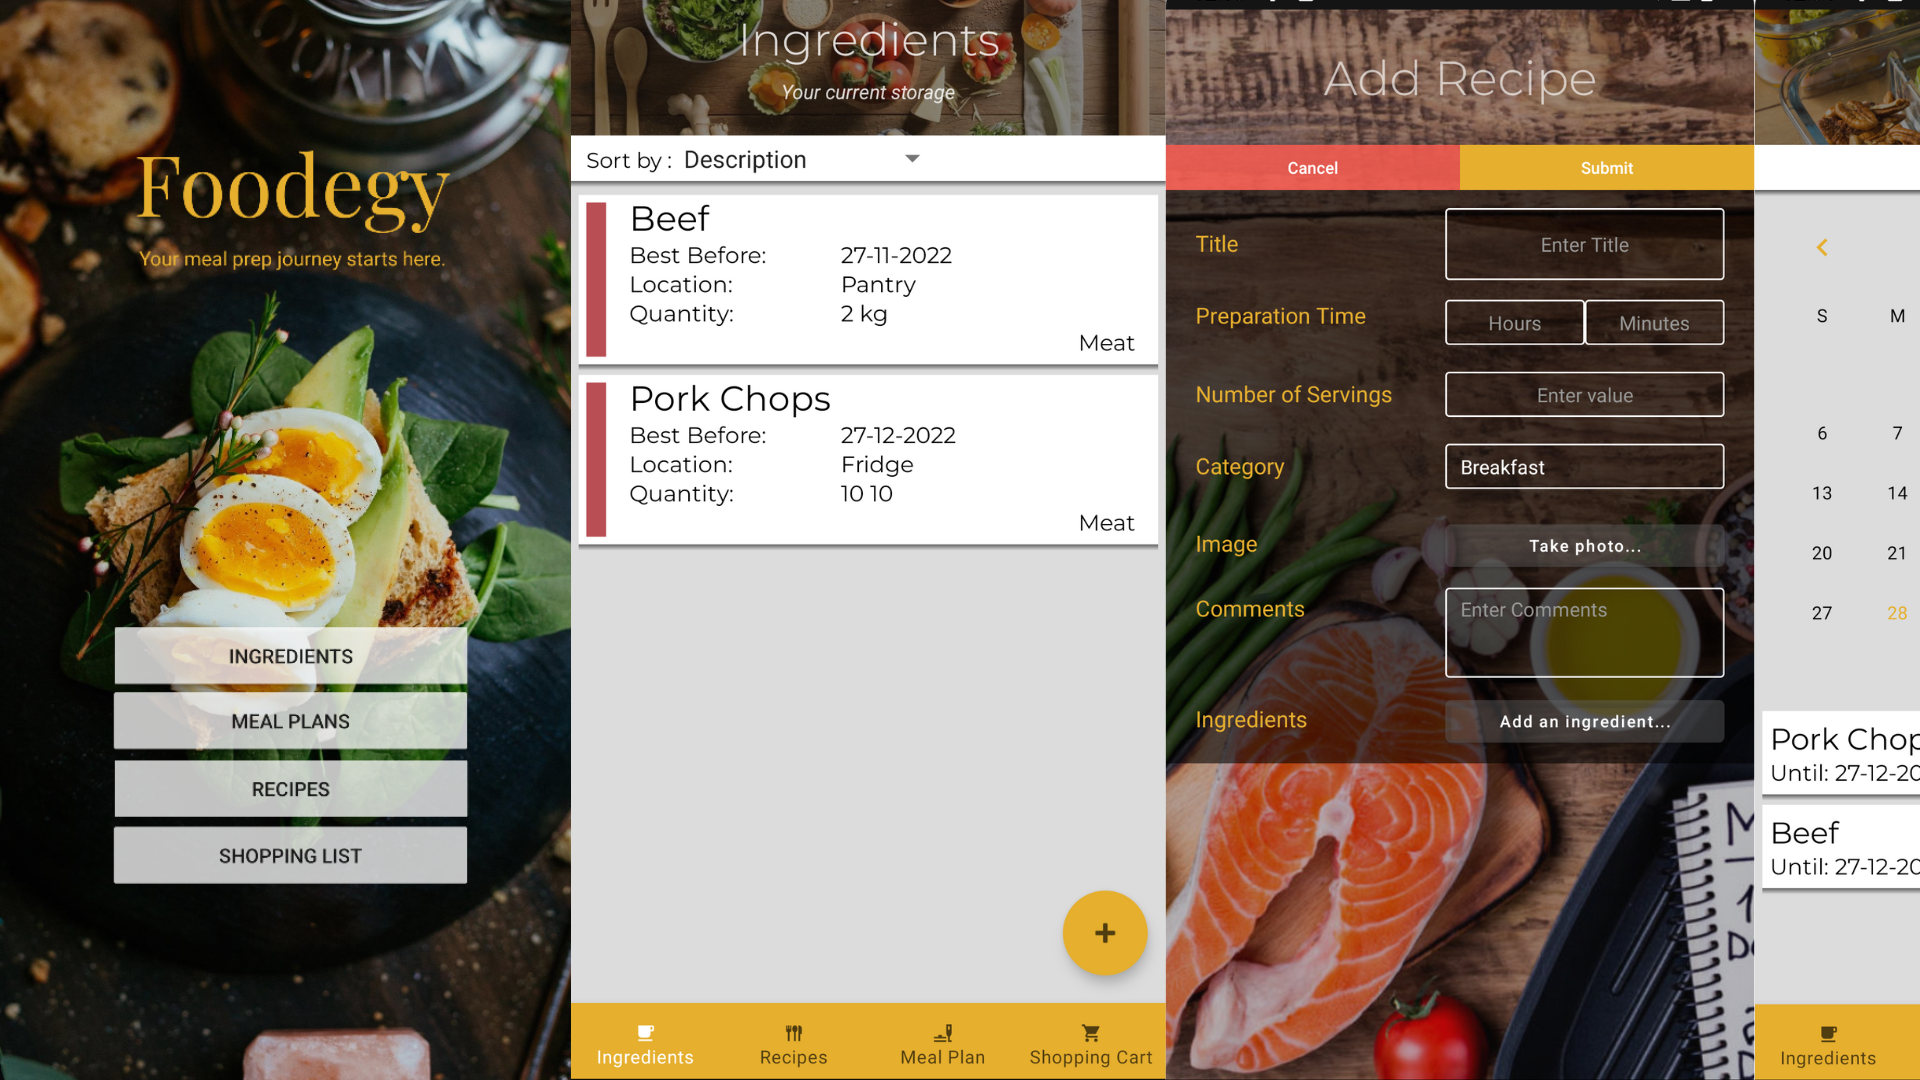 OOKLYN
Foodegy
Your meal prep journey starts here.
INGREDIENTS
MEAL PLANS
RECIPES
SHOPPING LIST
Ingredients
Your current storage
Sort by : Description
Beef
Best Before: 27-11-2022
Location: Pantry
Quantity: 2 kg
Meat
Pork Chops
Best Before: 27-12-2022
Location: Fridge
Quantity: 10 10
Meat
+
Ingredients Recipes Meal Plan Shopping Cart
Add Recipe
Cancel Submit
Title Enter Title
Preparation Time Hours Minutes
Number of Servings Enter value
Category Breakfast
Image Take photo...
Comments Enter Comments
Ingredients Add an ingredient...
S M
6 7
13 14
20 21
27 28
Pork Chop
Until: 27-12-20
Beef
Until: 27-12-20
Ingredients